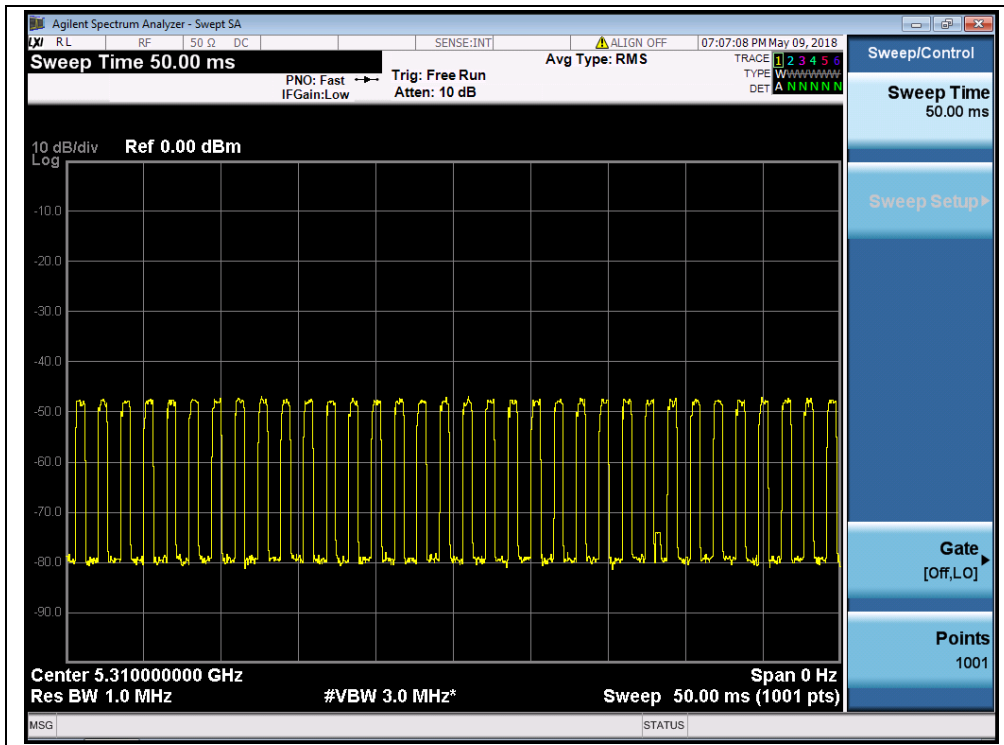 Agilent Spectrum Analyzer - Swept SA
LXI RL RF 50 Ω DC SENSE:INT ALIGN OFF 07:07:08 PM May 09, 2018
Sweep Time 50.00 ms
PNO: Fast
IFGain:Low
Trig: Free Run
Atten: 10 dB
Avg Type: RMS
TRACE 1 2 3 4 5 6
TYPE WWWWWW
DET A N N N N N
10 dB/div
Log
Ref 0.00 dBm
-10.0
-20.0
-30.0
-40.0
-50.0
-60.0
-70.0
-80.0
-90.0
Center 5.310000000 GHz
Span 0 Hz
Res BW 1.0 MHz
#VBW 3.0 MHz*
Sweep 50.00 ms (1001 pts)
MSG
STATUS
Sweep/Control
Sweep Time
50.00 ms
Sweep Setup
Gate
[Off,LO]
Points
1001